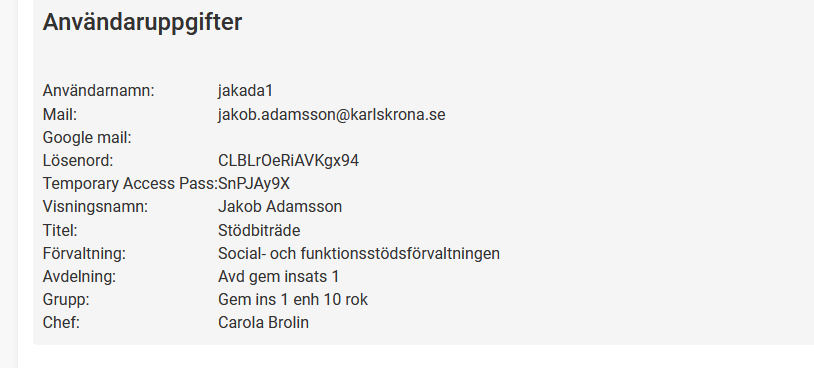 Användaruppgifter
Användarnamn: jakada1
Mail: jakob.adamsson@karlskrona.se
Google mail:
Lösenord: CLBLrOeRiAVKgx94
Temporary Access Pass:SnPJAy9X
Visningsnamn: Jakob Adamsson
Titel: Stödbiträde
Förvaltning: Social- och funktionsstödsförvaltningen
Avdelning: Avd gem insats 1
Grupp: Gem ins 1 enh 10 rok
Chef: Carola Brolin